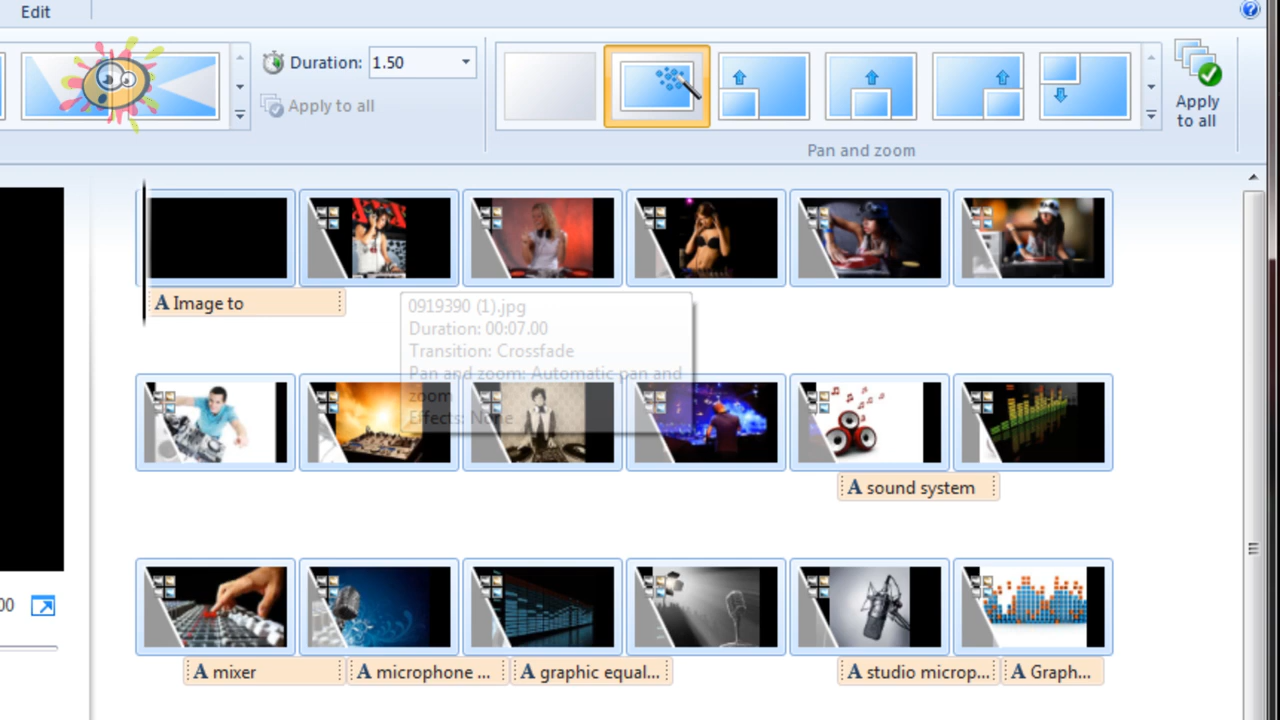 Edit
Duration: 1.50
Apply to all
Apply
to all
Pan and zoom
A Image to
0919390 (1).jpg
Duration: 00:07.00
Transition: Crossfade
Pan and zoom: Automatic pan and
zoom
Effects: None
A sound system
A mixer
A microphone ...
A graphic equal...
A studio microp...
A Graph...
00